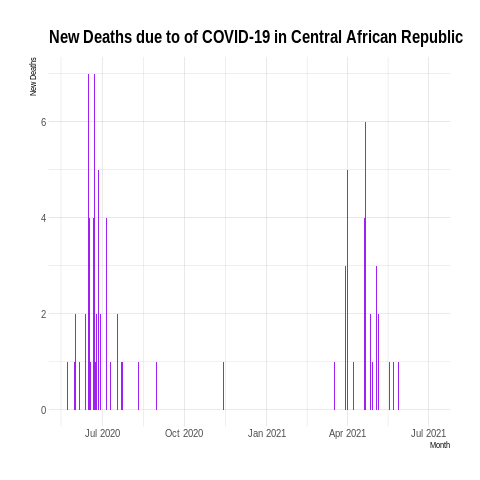 New Deaths due to of COVID-19 in Central African Republic
New Deaths
6
4
2
0
Jul 2020 Oct 2020 Jan 2021 Apr 2021 Jul 2021
Month